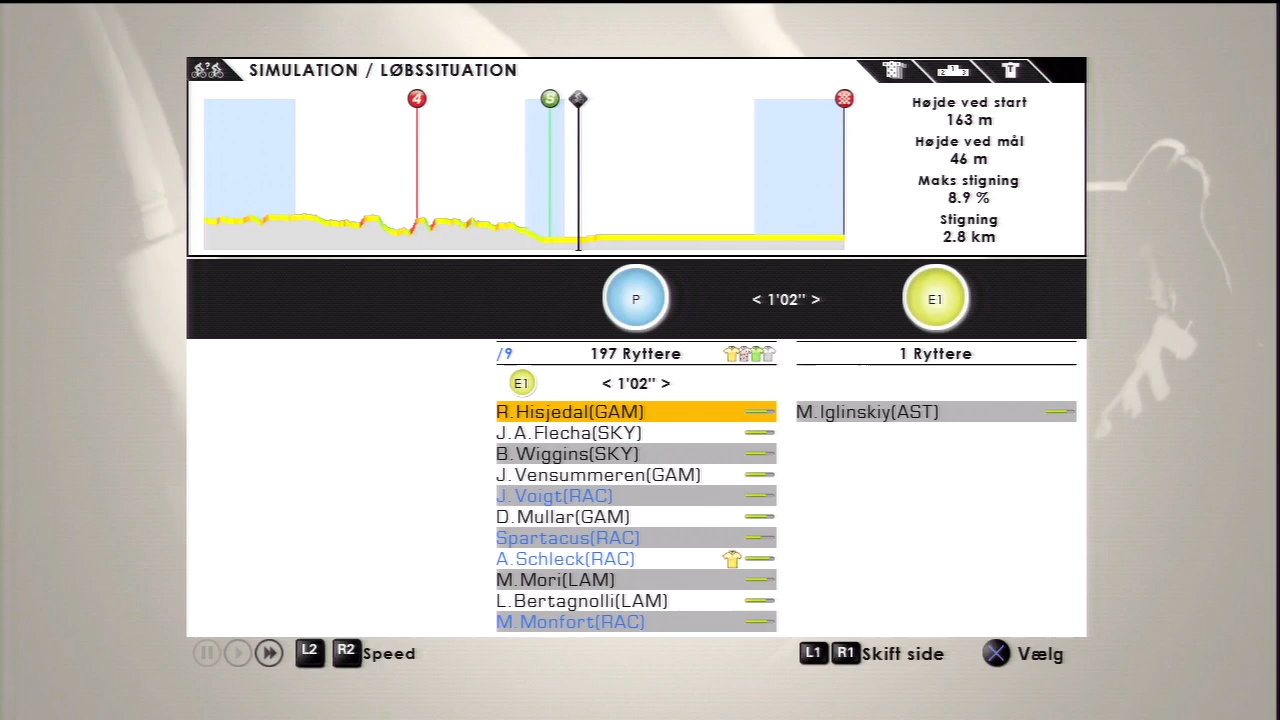 SIMULATION / LØBSSITUATION
4
S
Højde ved start
163 m
Højde ved mål
46 m
Maks stigning
8.9 %
Stigning
2.8 km
P
< 1'02'' >
E1
/9
197 Ryttere
1 Ryttere
E1
< 1'02'' >
R.Hisjedal(GAM)
M.Iglinskiy(AST)
J.A.Flecha(SKY)
B.Wiggins(SKY)
J.Vensummeren(GAM)
J.Voigt(RAC)
D.Mullar(GAM)
Spartacus(RAC)
A.Schleck(RAC)
M.Mori(LAM)
L.Bertagnolli(LAM)
M.Monfort(RAC)
L2 R2 Speed
L1 R1 Skift side
Vælg